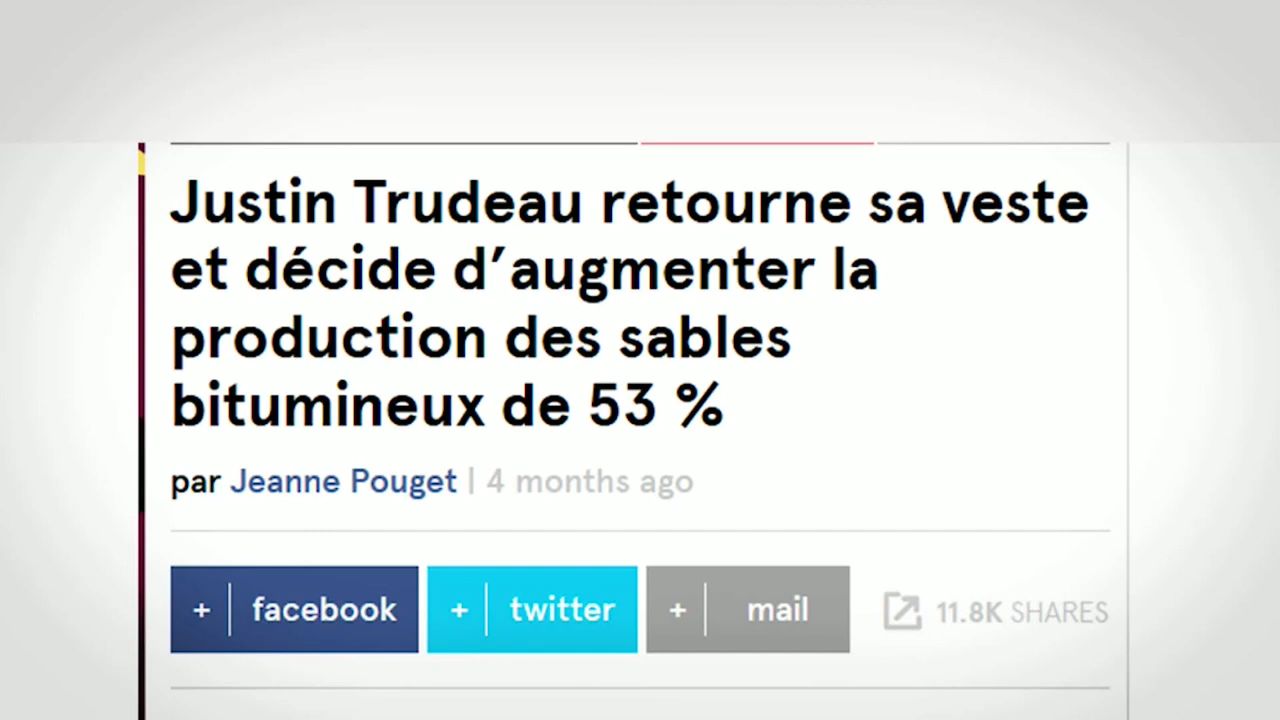 Justin Trudeau retourne sa veste
et décide d’augmenter la
production des sables
bitumineux de 53 %
par Jeanne Pouget | 4 months ago
+ | facebook + | twitter + | mail 11.8K SHARES